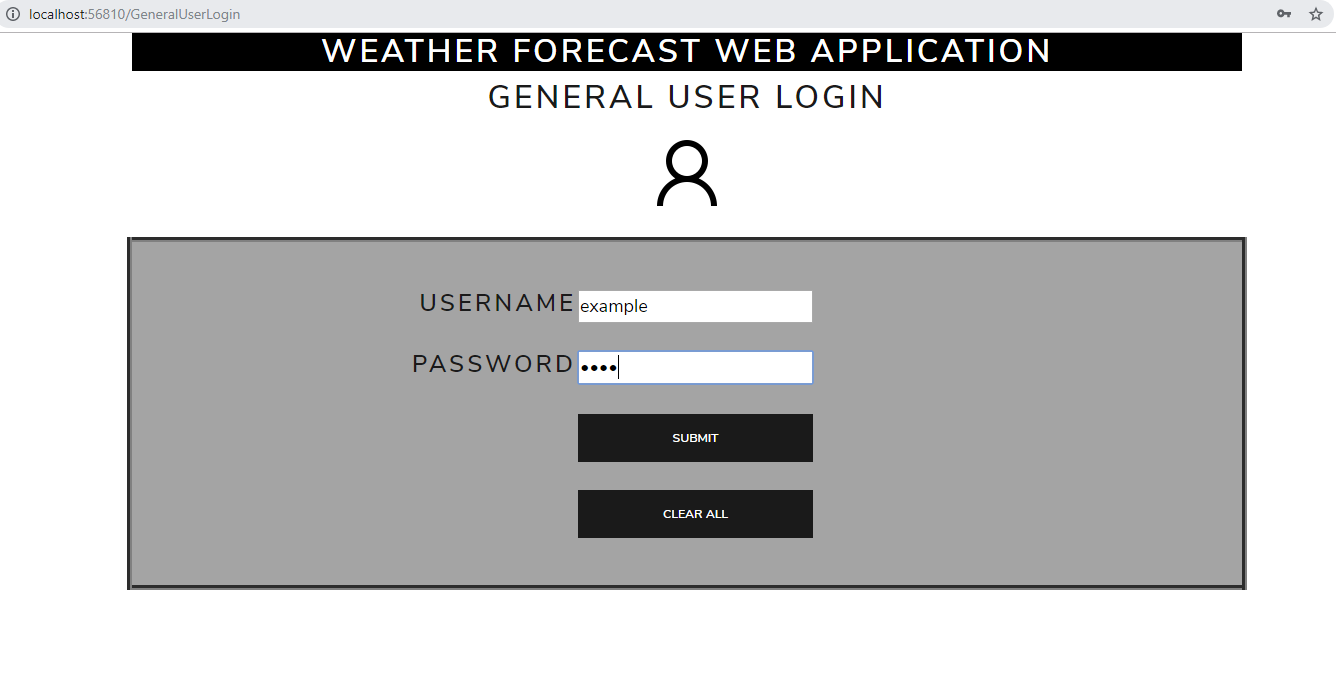 localhost:56810/GeneralUserLogin
WEATHER FORECAST WEB APPLICATION
GENERAL USER LOGIN
USERNAME example
PASSWORD ••••
SUBMIT
CLEAR ALL